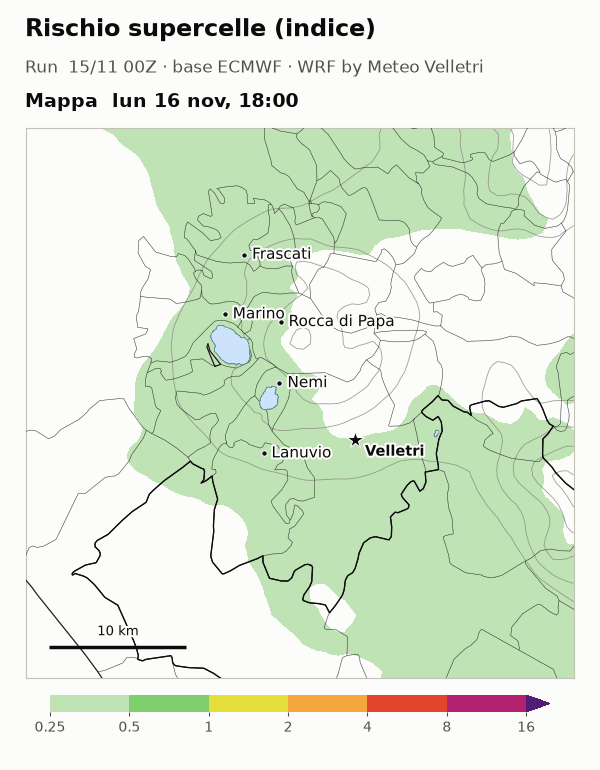 Rischio supercelle (indice)
Run  15/11 00Z · base ECMWF · WRF by Meteo Velletri
Mappa  lun 16 nov, 18:00
Frascati
Marino
Rocca di Papa
Nemi
Velletri
Lanuvio
10 km
0.25 0.5 1 2 4 8 16